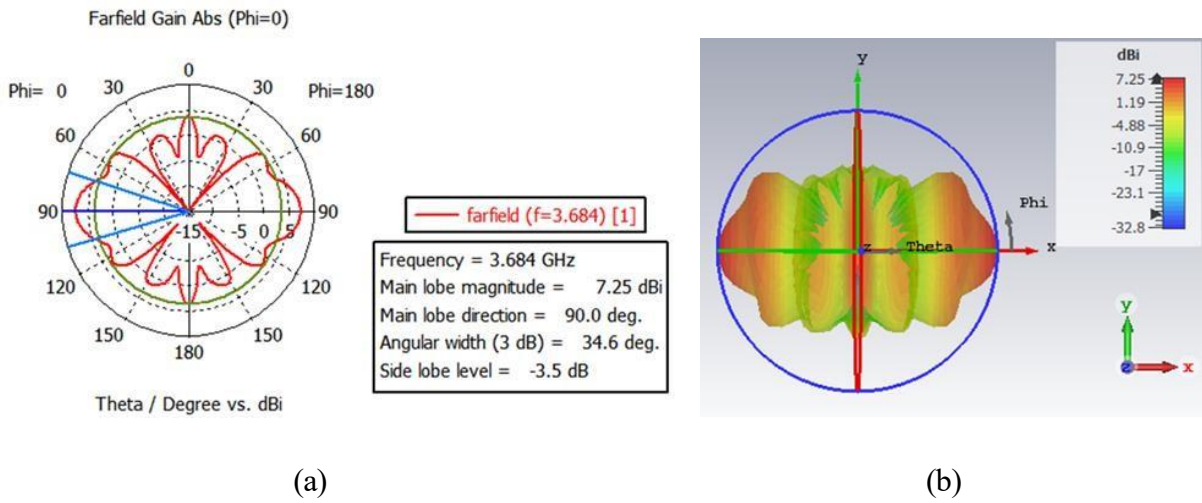 Farfield Gain Abs (Phi=0)
0
Phi= 0
30
30
Phi=180
60
60
90
-15
-5
0
5
90
120
120
150
150
180
Theta / Degree vs. dBi
farfield (f=3.684) [1]
Frequency = 3.684 GHz
Main lobe magnitude = 7.25 dBi
Main lobe direction = 90.0 deg.
Angular width (3 dB) = 34.6 deg.
Side lobe level = -3.5 dB
(a)
y
dBi
7.25
1.19
-4.88
-10.9
-17
-23.1
-32.8
Phi
z
Theta
x
y
z
x
(b)